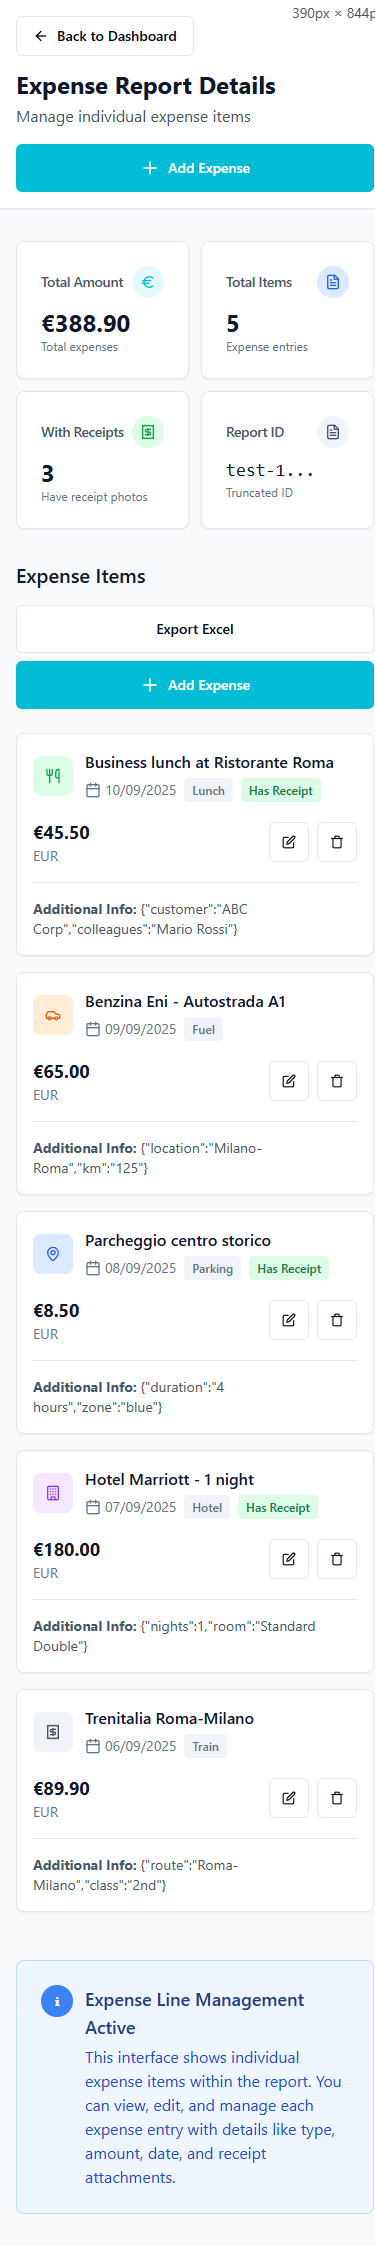 390px × 844p
Back to Dashboard
Expense Report Details
Manage individual expense items
Add Expense
Total Amount
€388.90
Total expenses
Total Items
5
Expense entries
With Receipts
3
Have receipt photos
Report ID
test-1...
Truncated ID
Expense Items
Export Excel
Add Expense
Business lunch at Ristorante Roma
10/09/2025 Lunch Has Receipt
€45.50
EUR
Additional Info: {"customer":"ABC
Corp","colleagues":"Mario Rossi"}
Benzina Eni - Autostrada A1
09/09/2025 Fuel
€65.00
EUR
Additional Info: {"location":"Milano-
Roma","km":"125"}
Parcheggio centro storico
08/09/2025 Parking Has Receipt
€8.50
EUR
Additional Info: {"duration":"4
hours","zone":"blue"}
Hotel Marriott - 1 night
07/09/2025 Hotel Has Receipt
€180.00
EUR
Additional Info: {"nights":1,"room":"Standard
Double"}
Trenitalia Roma-Milano
06/09/2025 Train
€89.90
EUR
Additional Info: {"route":"Roma-
Milano","class":"2nd"}
Expense Line Management
Active
This interface shows individual
expense items within the report. You
can view, edit, and manage each
expense entry with details like type,
amount, date, and receipt
attachments.